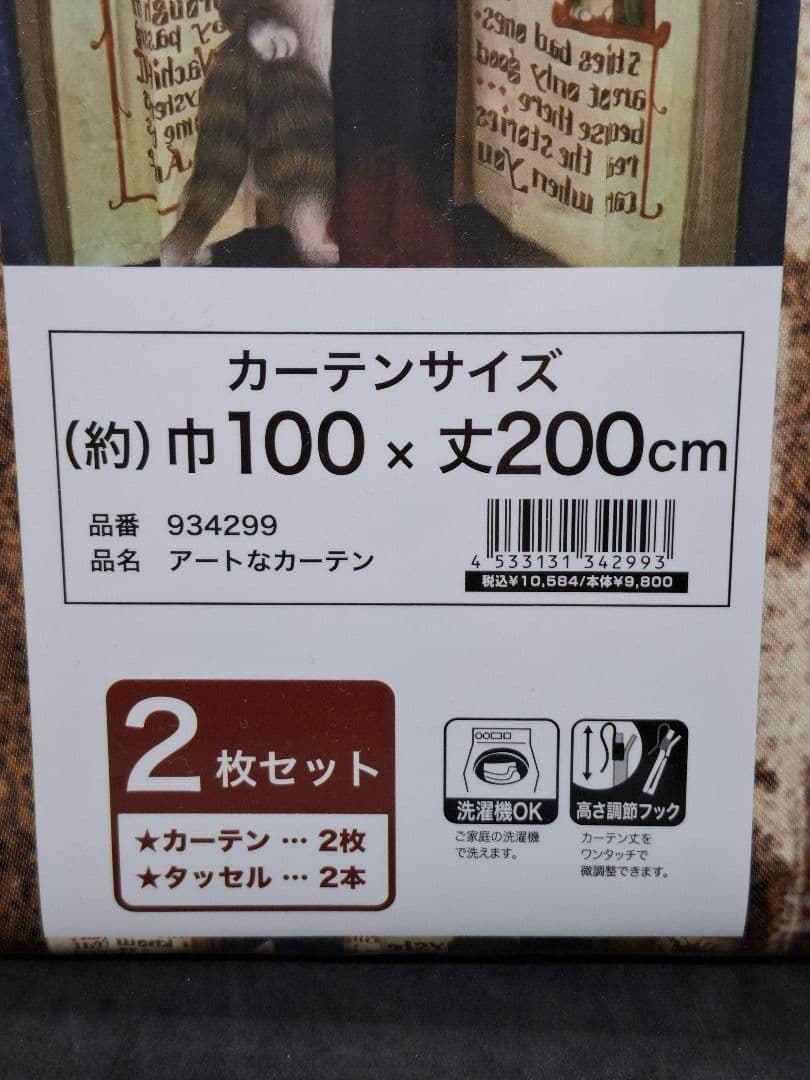 Sties bad ones
areot only good
beause there ...
the stories
when you
カーテンサイズ
(約) 巾100 × 丈200cm
品番 934299
品名 アートなカーテン
4 533131 342993
税込¥10,584/本体¥9,800
2枚セット
★カーテン … 2枚
★タッセル … 2本
洗濯機OK
ご家庭の洗濯機
で洗えます。
高さ調節フック
カーテン丈を
ワンタッチで
微調整できます。